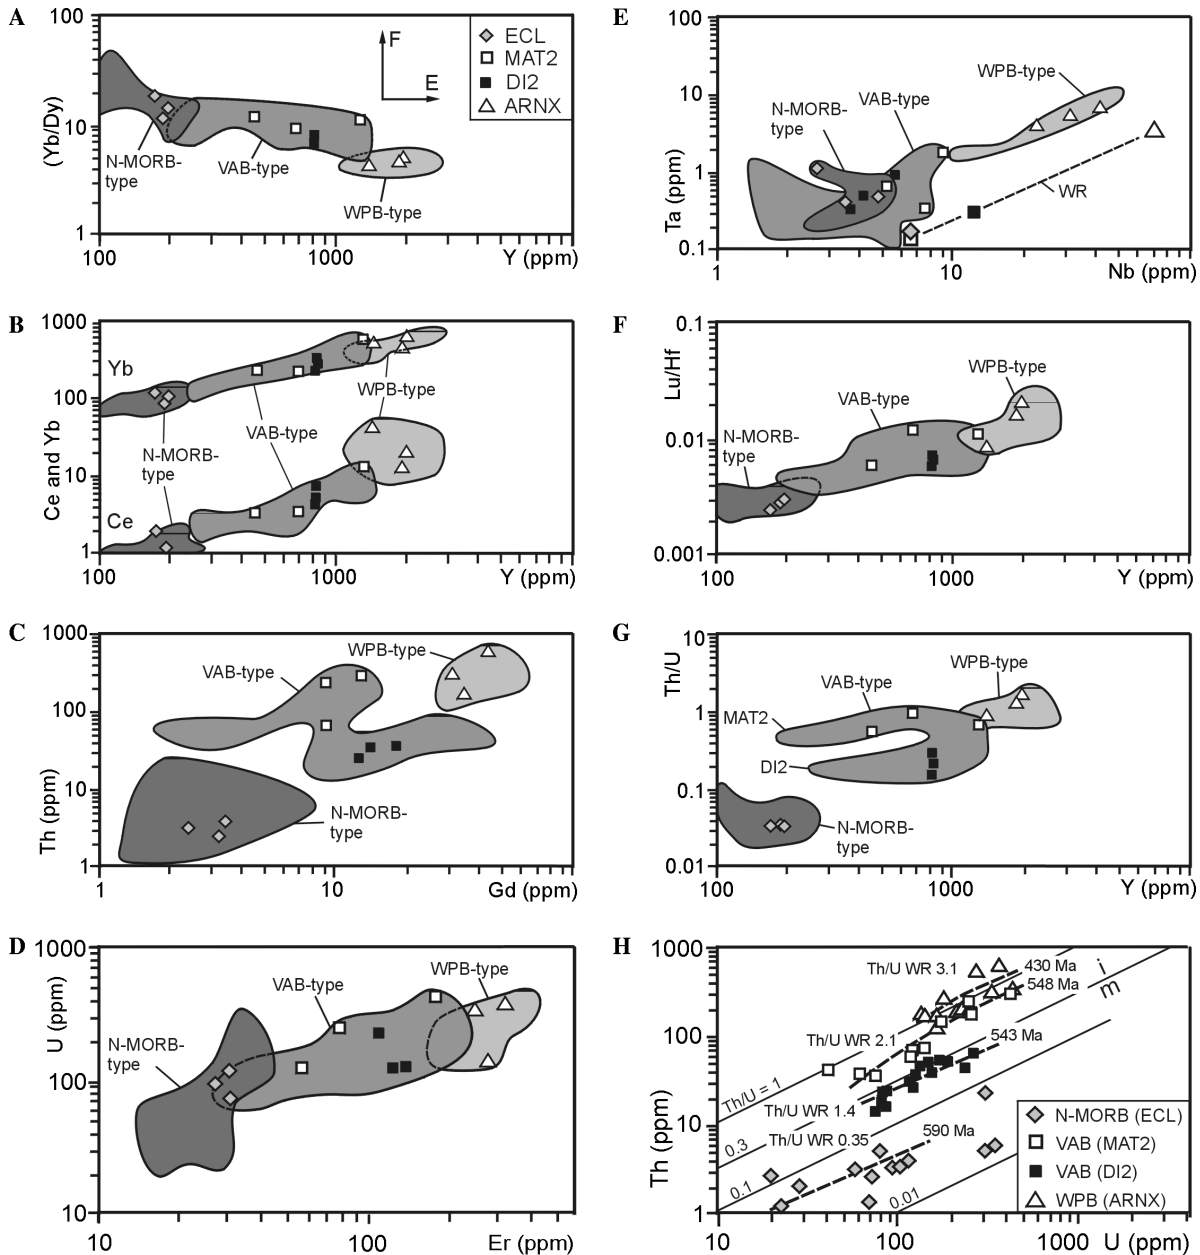 A
100
10
1
(Yb/Dy)
F
E
ECL
MAT2
DI2
ARNX
N-MORB-
type
VAB-type
WPB-type
100
1000
Y (ppm)
B
1000
100
10
1
Ce and Yb
Yb
Ce
WPB-type
VAB-type
N-MORB-
type
100
1000
Y (ppm)
C
1000
100
10
1
Th (ppm)
VAB-type
WPB-type
N-MORB-
type
1
10
Gd (ppm)
D
1000
100
10
U (ppm)
N-MORB-
type
VAB-type
WPB-type
10
100
Er (ppm)
E
100
10
1
0.1
Ta (ppm)
N-MORB-
type
VAB-type
WPB-type
WR
1
10
Nb (ppm)
F
0.1
0.01
0.001
Lu/Hf
N-MORB-
type
VAB-type
WPB-type
100
1000
Y (ppm)
G
10
1
0.1
0.01
Th/U
MAT2
DI2
VAB-type
WPB-type
N-MORB-
type
100
1000
Y (ppm)
H
1000
100
10
1
Th (ppm)
Th/U WR 3.1
430 Ma
548 Ma
i
m
Th/U WR 2.1
543 Ma
Th/U = 1
Th/U WR 1.4
Th/U WR 0.35
590 Ma
0.3
0.1
0.01
N-MORB (ECL)
VAB (MAT2)
VAB (DI2)
WPB (ARNX)
10
100
1000
U (ppm)